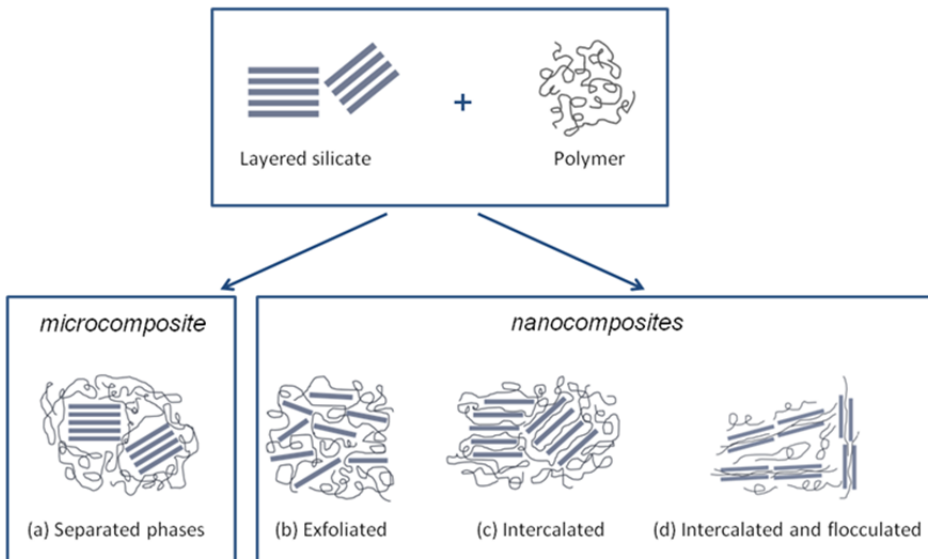 +
Layered silicate
Polymer
microcomposite
nanocomposites
(a) Separated phases
(b) Exfoliated
(c) Intercalated
(d) Intercalated and flocculated